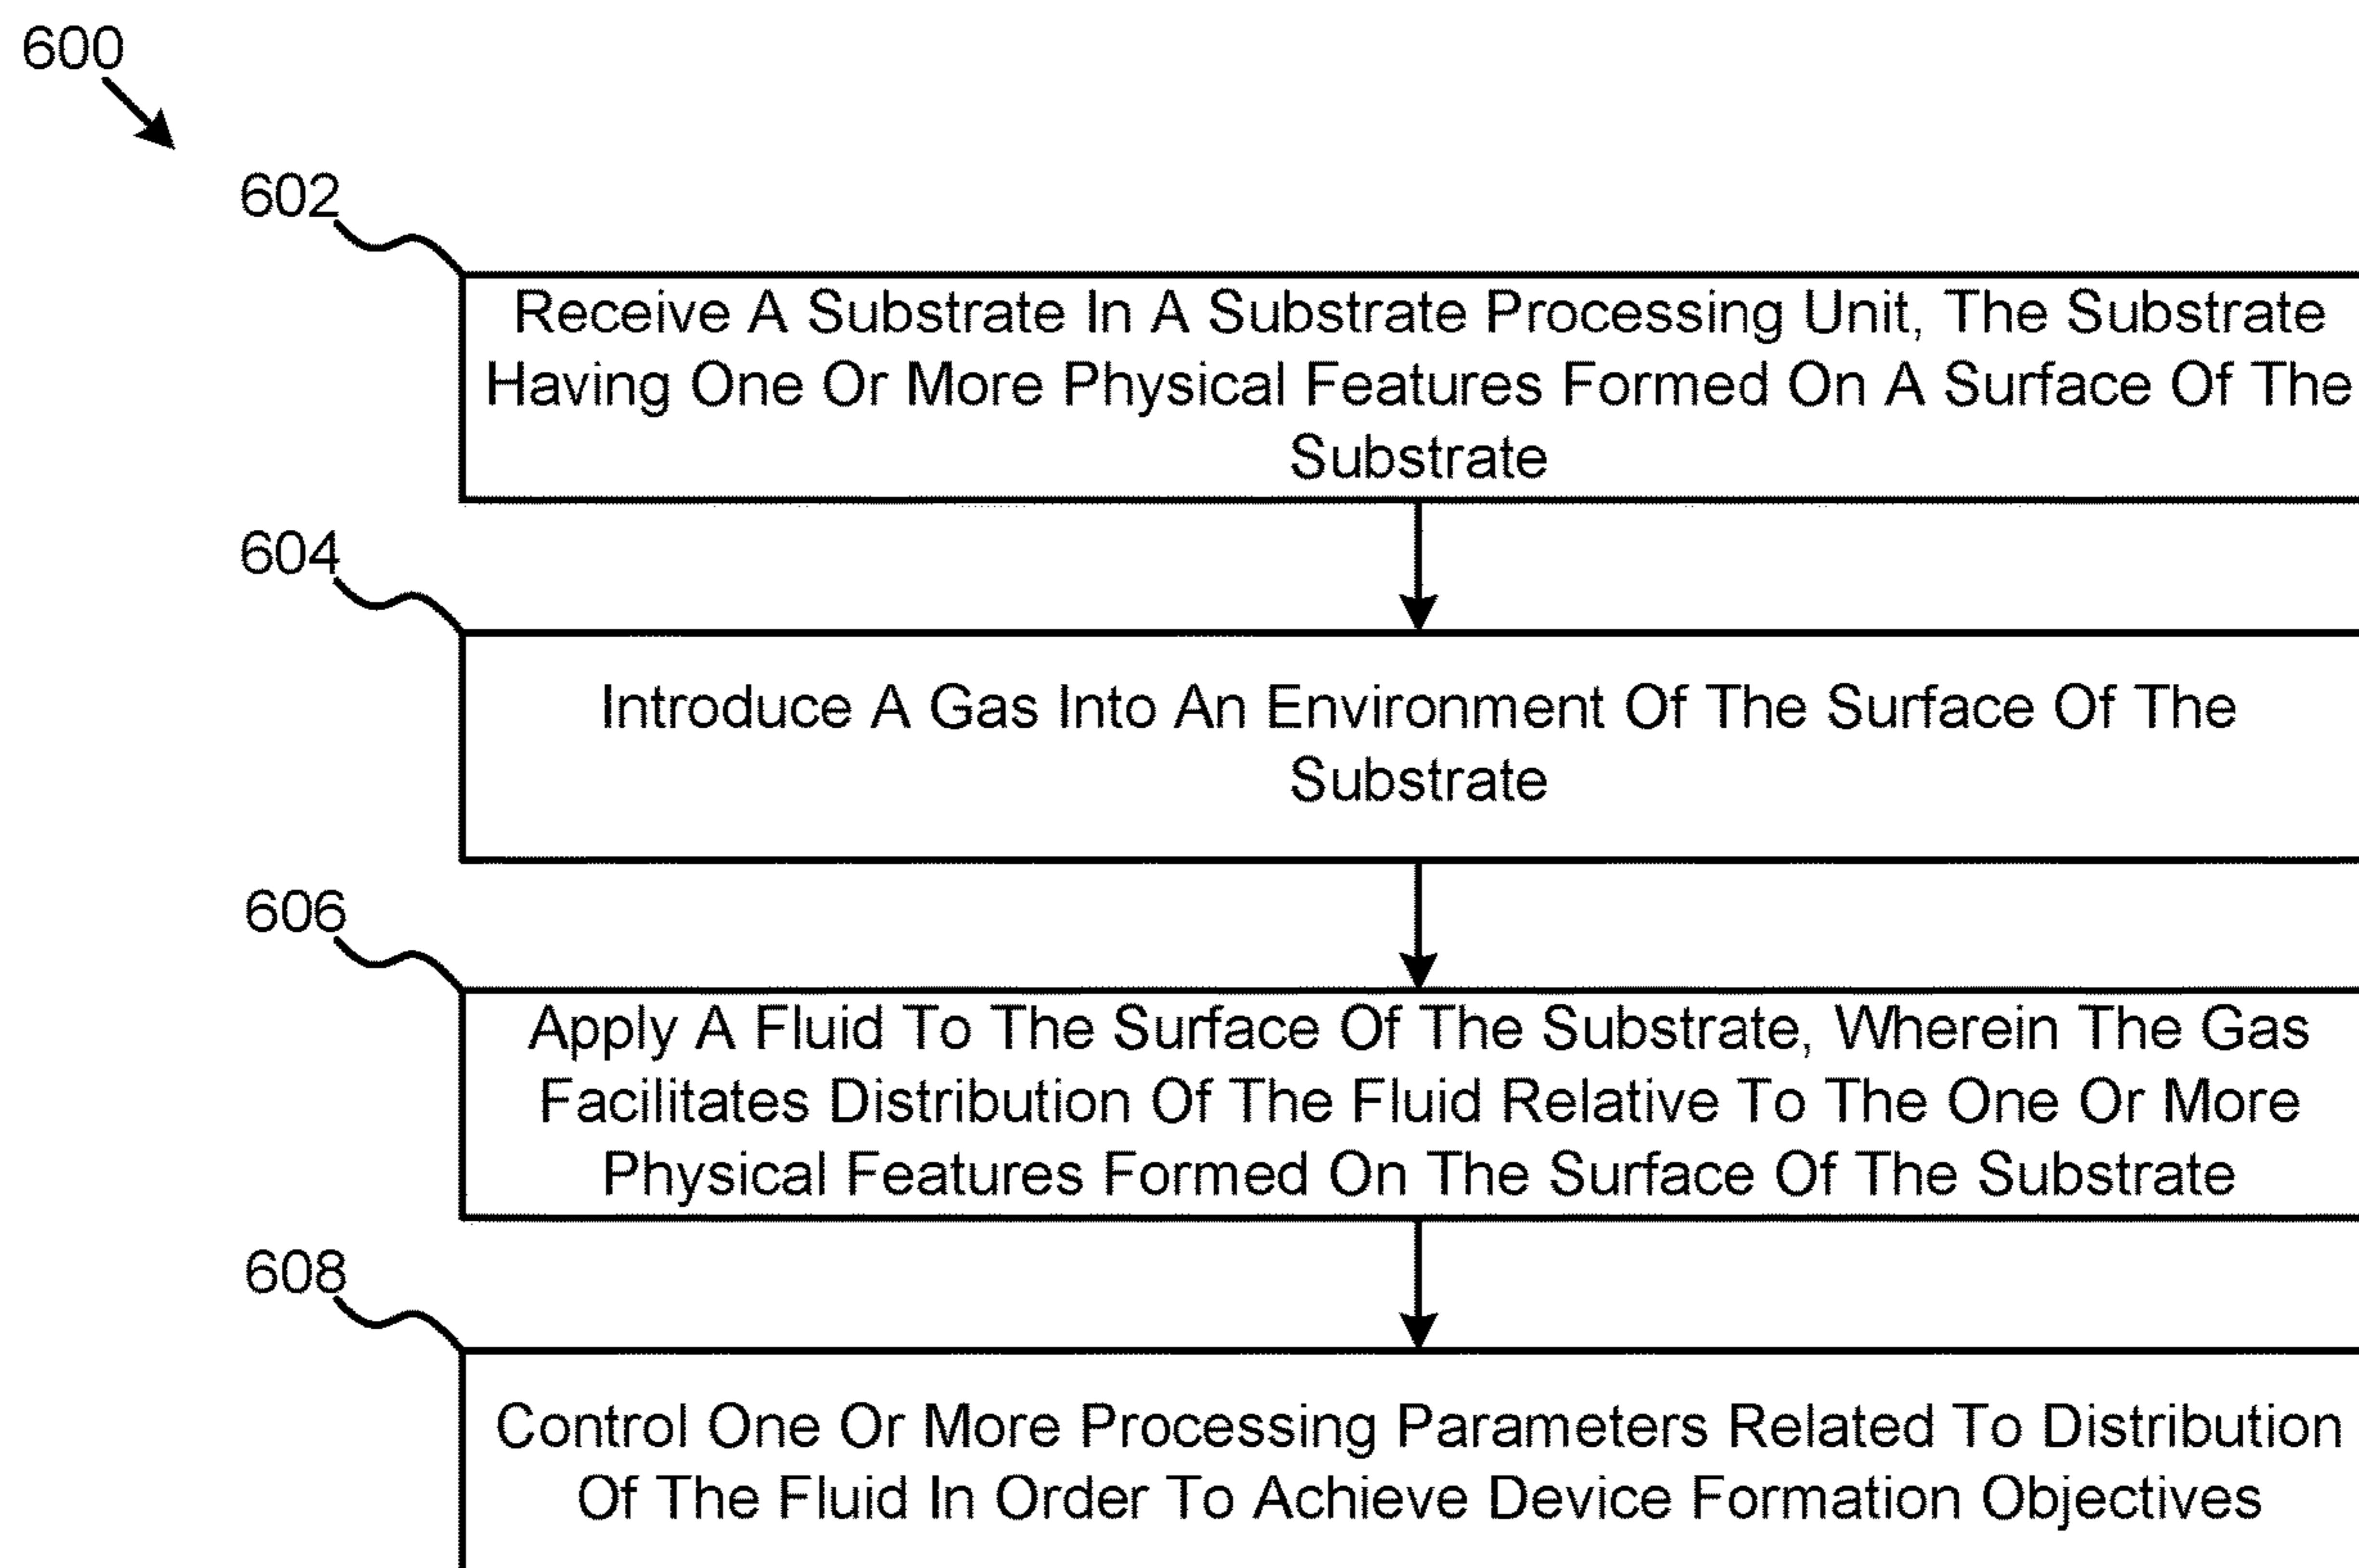 600
602
Receive A Substrate In A Substrate Processing Unit, The Substrate
Having One Or More Physical Features Formed On A Surface Of The
Substrate
604
Introduce A Gas Into An Environment Of The Surface Of The
Substrate
606
Apply A Fluid To The Surface Of The Substrate, Wherein The Gas
Facilitates Distribution Of The Fluid Relative To The One Or More
Physical Features Formed On The Surface Of The Substrate
608
Control One Or More Processing Parameters Related To Distribution
Of The Fluid In Order To Achieve Device Formation Objectives